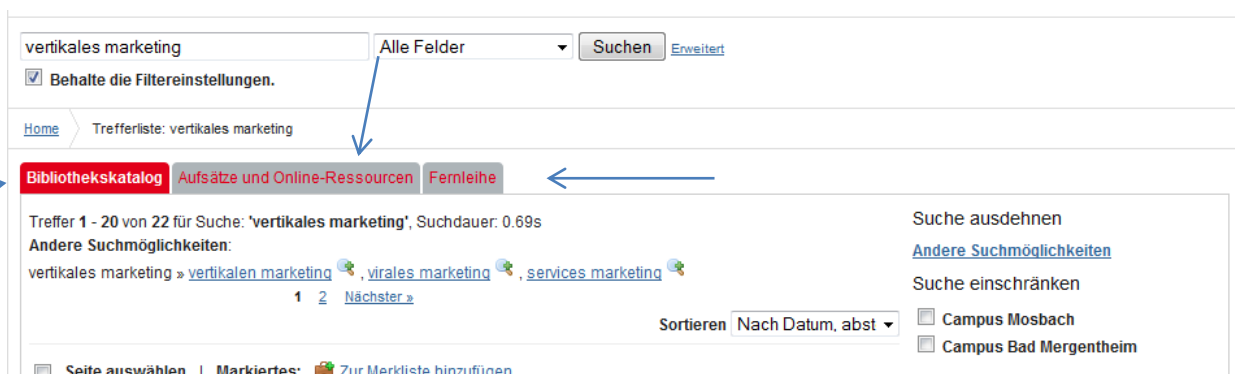 vertikales marketing Alle Felder Suchen Erweitert
Behalte die Filtereinstellungen.
Home Trefferliste: vertikales marketing
Bibliothekskatalog Aufsätze und Online-Ressourcen Fernleihe
Treffer 1 - 20 von 22 für Suche: 'vertikales marketing', Suchdauer: 0.69s
Andere Suchmöglichkeiten:
vertikales marketing » vertikalen marketing , virales marketing , services marketing
1 2 Nächster »
Sortieren Nach Datum, abst
Seite auswählen | Markiertes: Zur Merkliste hinzufügen
Suche ausdehnen
Andere Suchmöglichkeiten
Suche einschränken
Campus Mosbach
Campus Bad Mergentheim